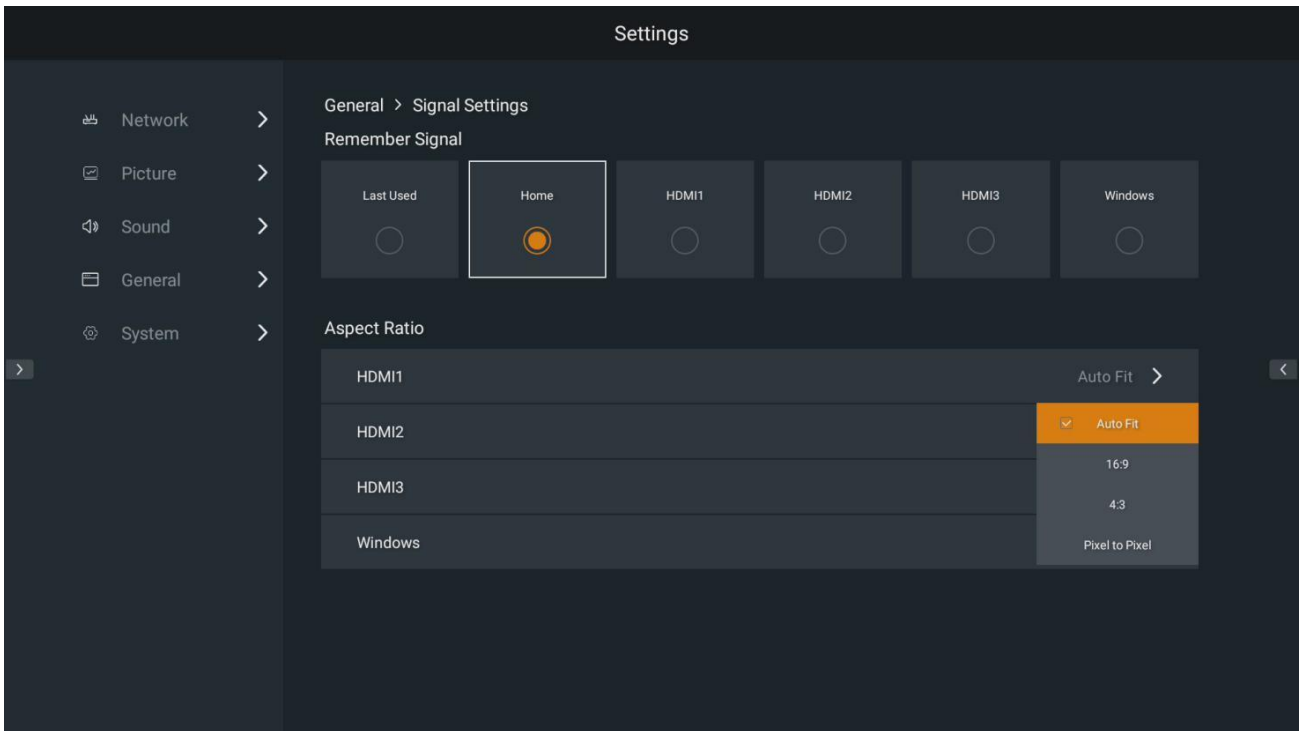 Settings
Network
Picture
Sound
General
System
General > Signal Settings
Remember Signal
Last Used Home HDMI1 HDMI2 HDMI3 Windows
Aspect Ratio
HDMI1 Auto Fit
HDMI2
HDMI3
Windows
Auto Fit
16:9
4:3
Pixel to Pixel